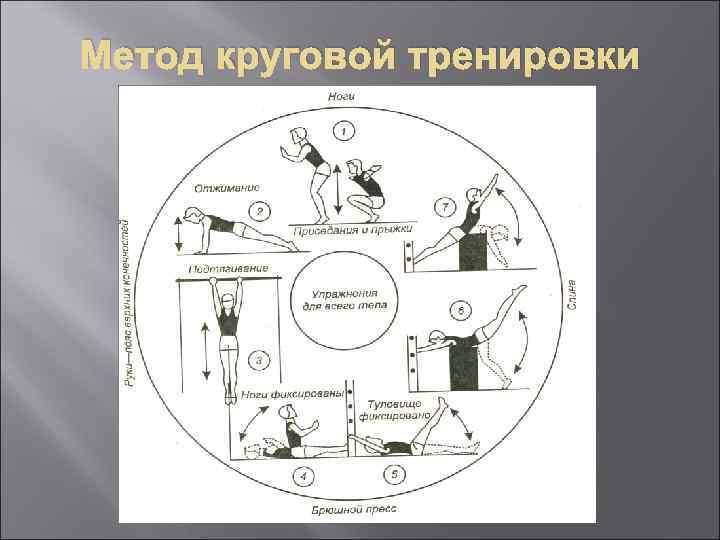 Метод круговой тренировки
Ноги
1
Отжимание
2
7
Приседания и прыжки
Подтягивание
Руки—пояс верхних конечностей
Упражнения
для всего тела
Спина
6
3
Ноги фиксированы
Туловище
фиксировано
4
5
Брюшной пресс